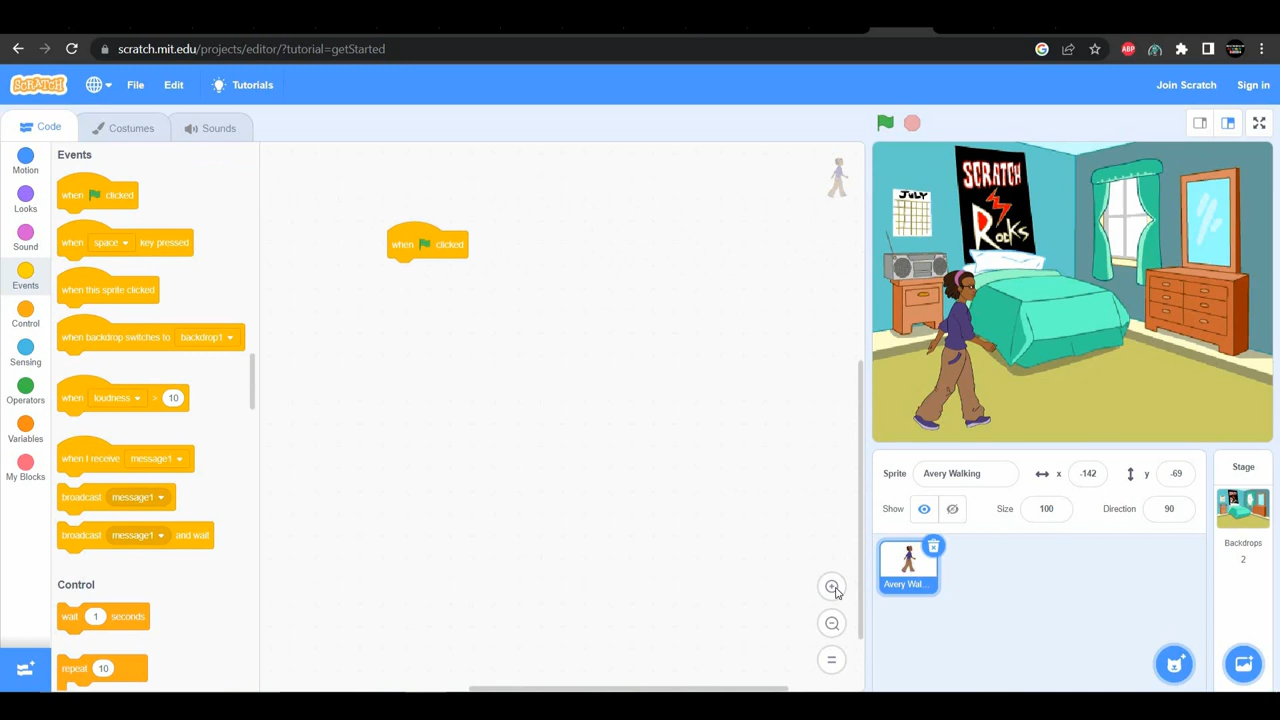 scratch.mit.edu/projects/editor/?tutorial=getStarted
ABP
SCRATCH
File
Edit
Tutorials
Join Scratch
Sign in
Code
Costumes
Sounds
Motion
Looks
Sound
Events
Control
Sensing
Operators
Variables
My Blocks
Events
when clicked
when space key pressed
when this sprite clicked
when backdrop switches to backdrop1
when loudness > 10
when I receive message1
broadcast message1
broadcast message1 and wait
Control
wait 1 seconds
repeat 10
when clicked
JULY
SCRATCH
Rocks
Sprite Avery Walking x -142 y -69
Show Size 100 Direction 90
Avery Wal...
Stage
Backdrops
2